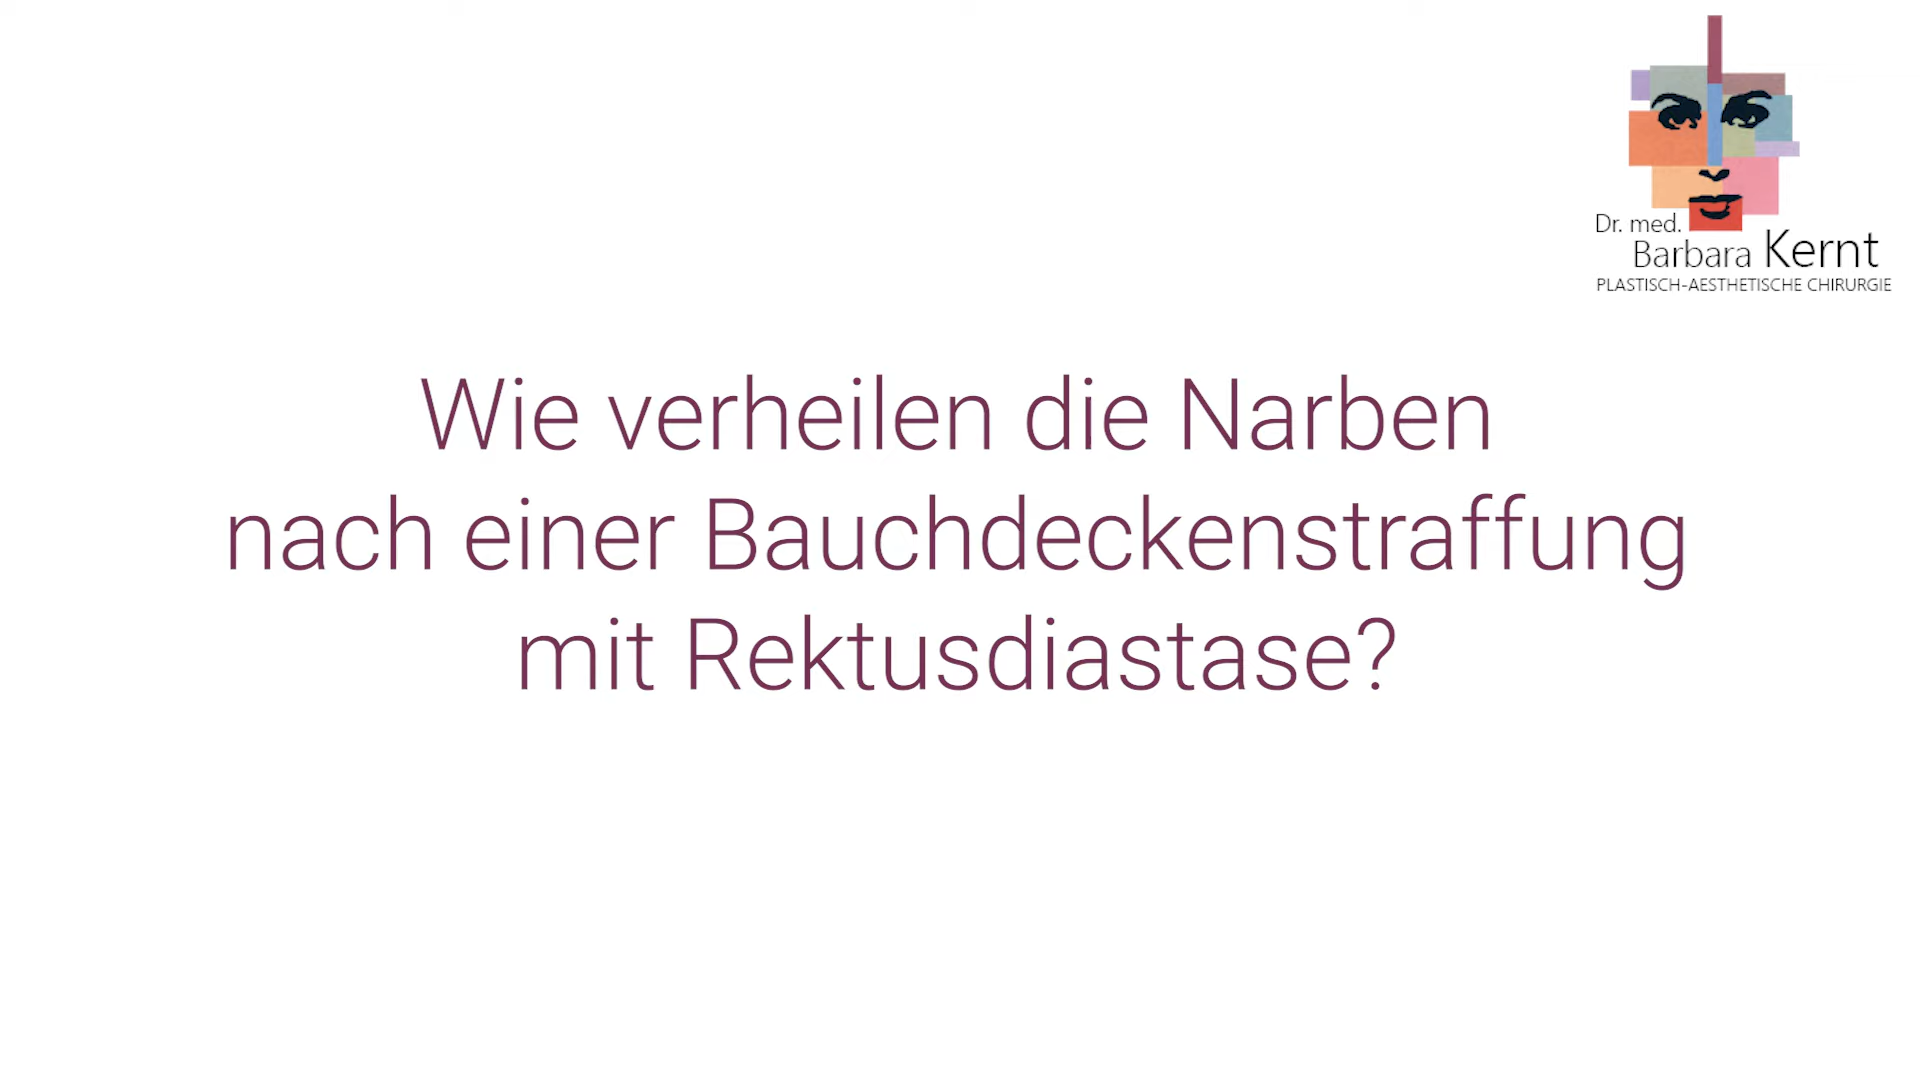 Dr. med.
Barbara Kernt
PLASTISCH-AESTHETISCHE CHIRURGIE
Wie verheilen die Narben
nach einer Bauchdeckenstraffung
mit Rektusdiastase?